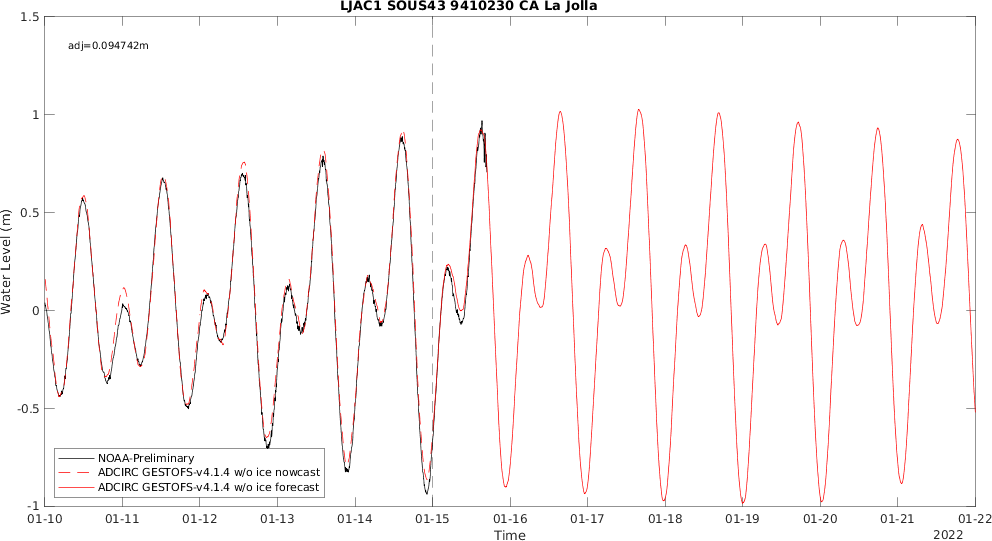 LJAC1 SOUS43 9410230 CA La Jolla
adj=0.094742m
1.5
1
0.5
0
-0.5
-1
Water Level (m)
NOAA-Preliminary
ADCIRC GESTOFS-v4.1.4 w/o ice nowcast
ADCIRC GESTOFS-v4.1.4 w/o ice forecast
01-10 01-11 01-12 01-13 01-14 01-15 01-16 01-17 01-18 01-19 01-20 01-21 01-22
Time
2022